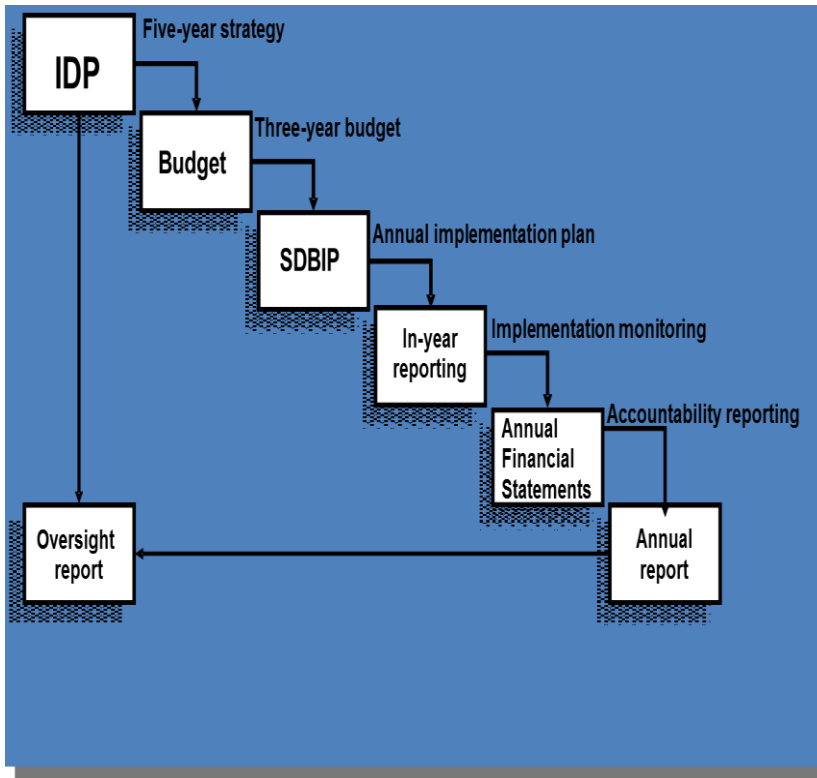 Five-year strategy
IDP
Three-year budget
Budget
Annual implementation plan
SDBIP
Implementation monitoring
In-year
reporting
Accountability reporting
Annual
Financial
Statements
Oversight
report
Annual
report